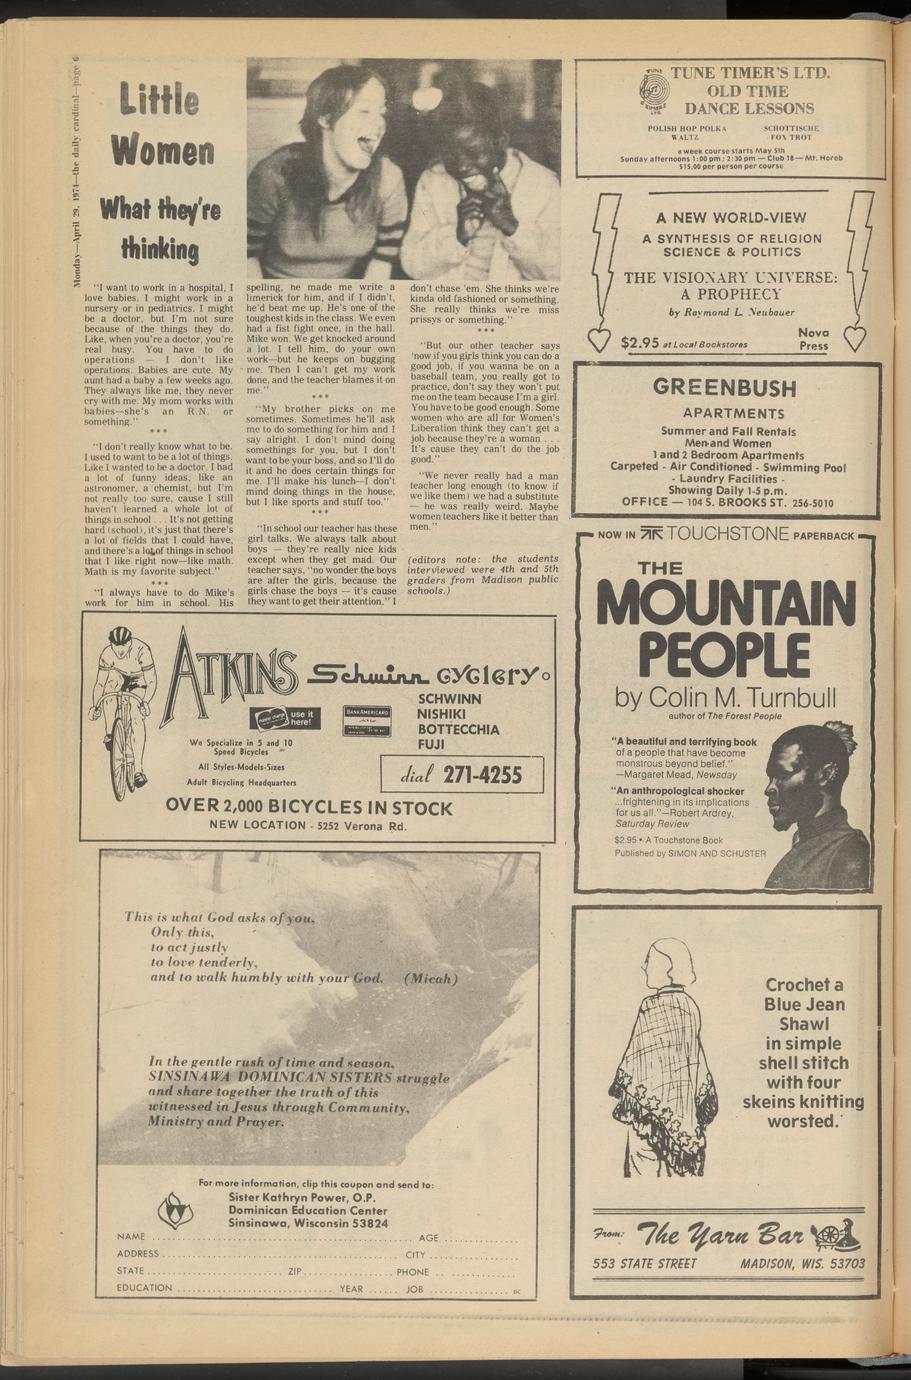 Monday—April 29, 1974—the daily cardinal—page 6
Little
Women
What they're
thinking
"I want to work in a hospital, I
love babies. I might work in a
nursery or in pediatrics. I might
be a doctor, but I'm not sure
because of the things they do.
Like, when you're a doctor, you're
real busy. You have to do
operations — I don't like
operations. Babies are cute. My
aunt had a baby a few weeks ago.
They always like me, they never
cry with me. My mom works with
babies—she's an R.N. or
something."
***
"I don't really know what to be.
I used to want to be a lot of things.
Like I wanted to be a doctor. I had
a lot of funny ideas, like an
astronomer, a chemist, but I'm
not really too sure, cause I still
haven't learned a whole lot of
things in school . . . It's not getting
hard (school), it's just that there's
a lot of fields that I could have,
and there's a lot of things in school
that I like right now—like math.
Math is my favorite subject."
***
"I always have to do Mike's
work for him in school. His
spelling, he made me write a
limerick for him, and if I didn't,
he'd beat me up. He's one of the
toughest kids in the class. We even
had a fist fight once, in the hall.
Mike won. We get knocked around
a lot. I tell him, do your own
work—but he keeps on bugging
me. Then I can't get my work
done, and the teacher blames it on
me."
***
"My brother picks on me
sometimes. Sometimes he'll ask
me to do something for him and I
say alright. I don't mind doing
somethings for you, but I don't
want to be your boss, and so I'll do
it and he does certain things for
me. I'll make his lunch—I don't
mind doing things in the house,
but I like sports and stuff too."
***
"In school our teacher has these
girl talks. We always talk about
boys — they're really nice kids
except when they get mad. Our
teacher says, "no wonder the boys
are after the girls, because the
girls chase the boys — it's cause
they want to get their attention." I
don't chase 'em. She thinks we're
kinda old fashioned or something.
She really thinks we're miss
prissys or something."
***
"But our other teacher says
'now if you girls think you can do a
good job, if you wanna be on a
baseball team, you really got to
practice, don't say they won't put
me on the team because I'm a girl.
You have to be good enough. Some
women who are all for Women's
Liberation think they can't get a
job because they're a woman . . .
It's cause they can't do the job
good."
"We never really had a man
teacher long enough (to know if
we like them) we had a substitute
— he was really weird. Maybe
women teachers like it better than
men."
(editors note: the students
interviewed were 4th and 5th
graders from Madison public
schools.)
TUNE TIMER'S LTD.
OLD TIME
DANCE LESSONS
POLISH HOP POLKA SCHOTTISCHE
WALTZ FOX TROT
6 week course starts May 5th
Sunday afternoons 1:00 pm ; 2:30 pm — Club 18 — Mt. Horeb
$15.00 per person per course
A NEW WORLD-VIEW
A SYNTHESIS OF RELIGION
SCIENCE & POLITICS
THE VISIONARY UNIVERSE:
A PROPHECY
by Raymond L. Neubauer
$2.95 at Local Bookstores
Nova
Press
GREENBUSH
APARTMENTS
Summer and Fall Rentals
Men and Women
1 and 2 Bedroom Apartments
Carpeted - Air Conditioned - Swimming Pool
- Laundry Facilities -
Showing Daily 1-5 p.m.
OFFICE — 104 S. BROOKS ST. 256-5010
NOW IN TOUCHSTONE PAPERBACK
THE
MOUNTAIN
PEOPLE
by Colin M. Turnbull
author of The Forest People
"A beautiful and terrifying book
of a people that have become
monstrous beyond belief."
—Margaret Mead, Newsday
"An anthropological shocker
...frightening in its implications
for us all."—Robert Ardrey,
Saturday Review
$2.95 • A Touchstone Book
Published by SIMON AND SCHUSTER
ATKINS Schwinn CYClERY
use it
here!
BANKAMERICARD
SCHWINN
NISHIKI
BOTTECCHIA
FUJI
We Specialize in 5 and 10
Speed Bicycles
All Styles-Models-Sizes
Adult Bicycling Headquarters
dial 271-4255
OVER 2,000 BICYCLES IN STOCK
NEW LOCATION - 5252 Verona Rd.
This is what God asks of you,
Only this,
to act justly
to love tenderly,
and to walk humbly with your God. (Micah)
In the gentle rush of time and season,
SINSINAWA DOMINICAN SISTERS struggle
and share together the truth of this
witnessed in Jesus through Community,
Ministry and Prayer.
For more information, clip this coupon and send to:
Sister Kathryn Power, O.P.
Dominican Education Center
Sinsinawa, Wisconsin 53824
NAME AGE
ADDRESS CITY
STATE ZIP PHONE
EDUCATION YEAR JOB DC
Crochet a
Blue Jean
Shawl
in simple
shell stitch
with four
skeins knitting
worsted.
From: The Yarn Bar
553 STATE STREET MADISON, WIS. 53703